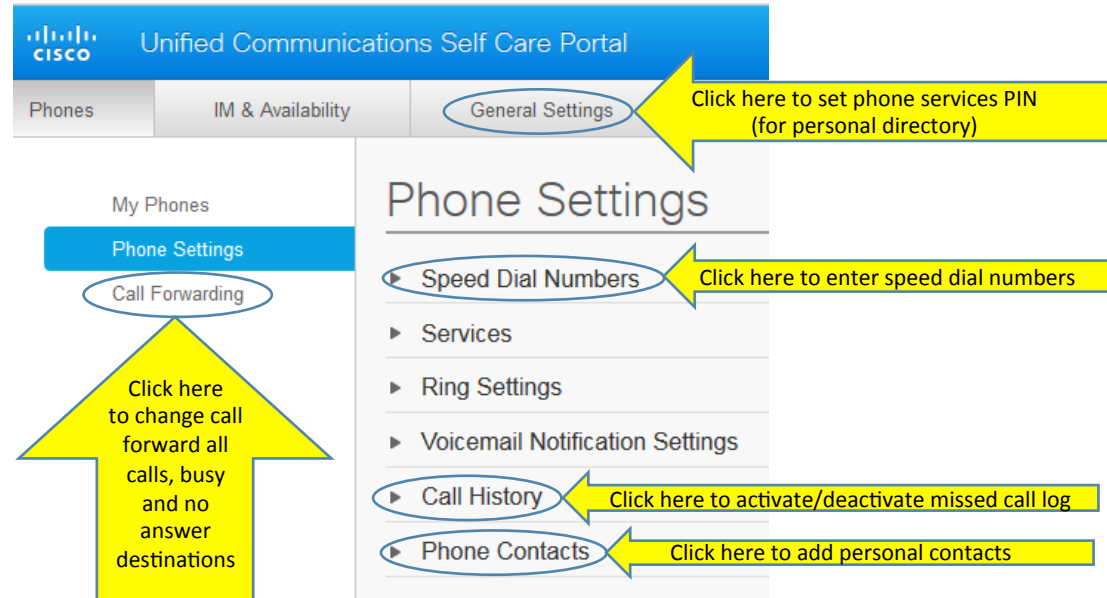 CISCO
Unified Communications Self Care Portal
Phones
IM & Availability
General Settings
Click here to set phone services PIN
(for personal directory)
My Phones
Phone Settings
Call Forwarding
Click here
to change call
forward all
calls, busy
and no
answer
destinations
Phone Settings
Speed Dial Numbers
Click here to enter speed dial numbers
Services
Ring Settings
Voicemail Notification Settings
Call History
Click here to activate/deactivate missed call log
Phone Contacts
Click here to add personal contacts